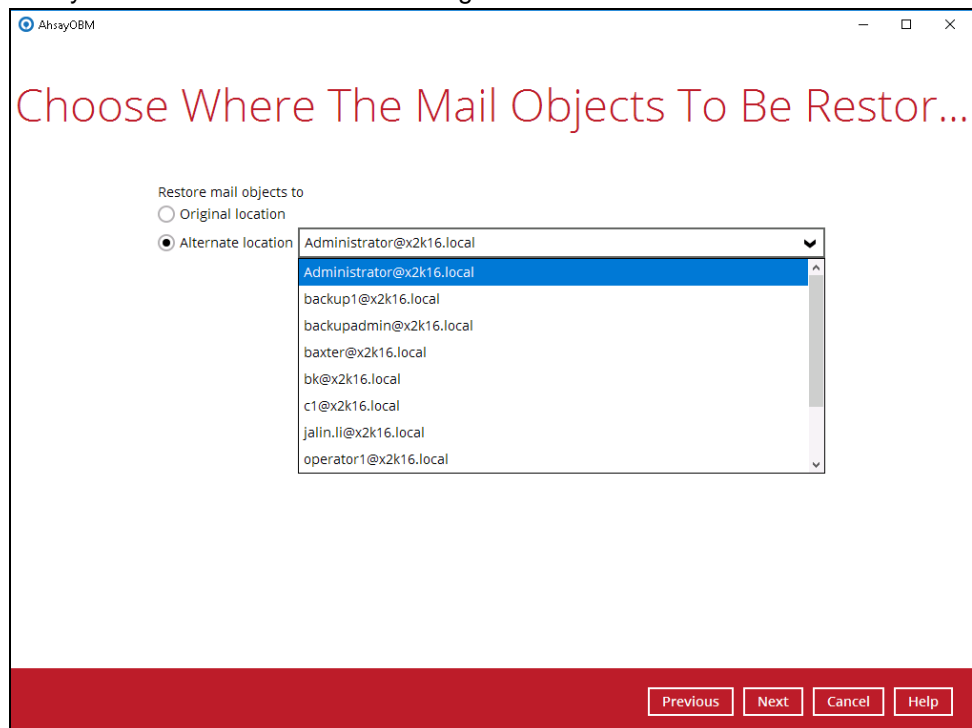 AhsayOBM
Choose Where The Mail Objects To Be Restor...
Restore mail objects to
Original location
Alternate location Administrator@x2k16.local
Administrator@x2k16.local
backup1@x2k16.local
backupadmin@x2k16.local
baxter@x2k16.local
bk@x2k16.local
c1@x2k16.local
jalin.li@x2k16.local
operator1@x2k16.local
Previous Next Cancel Help